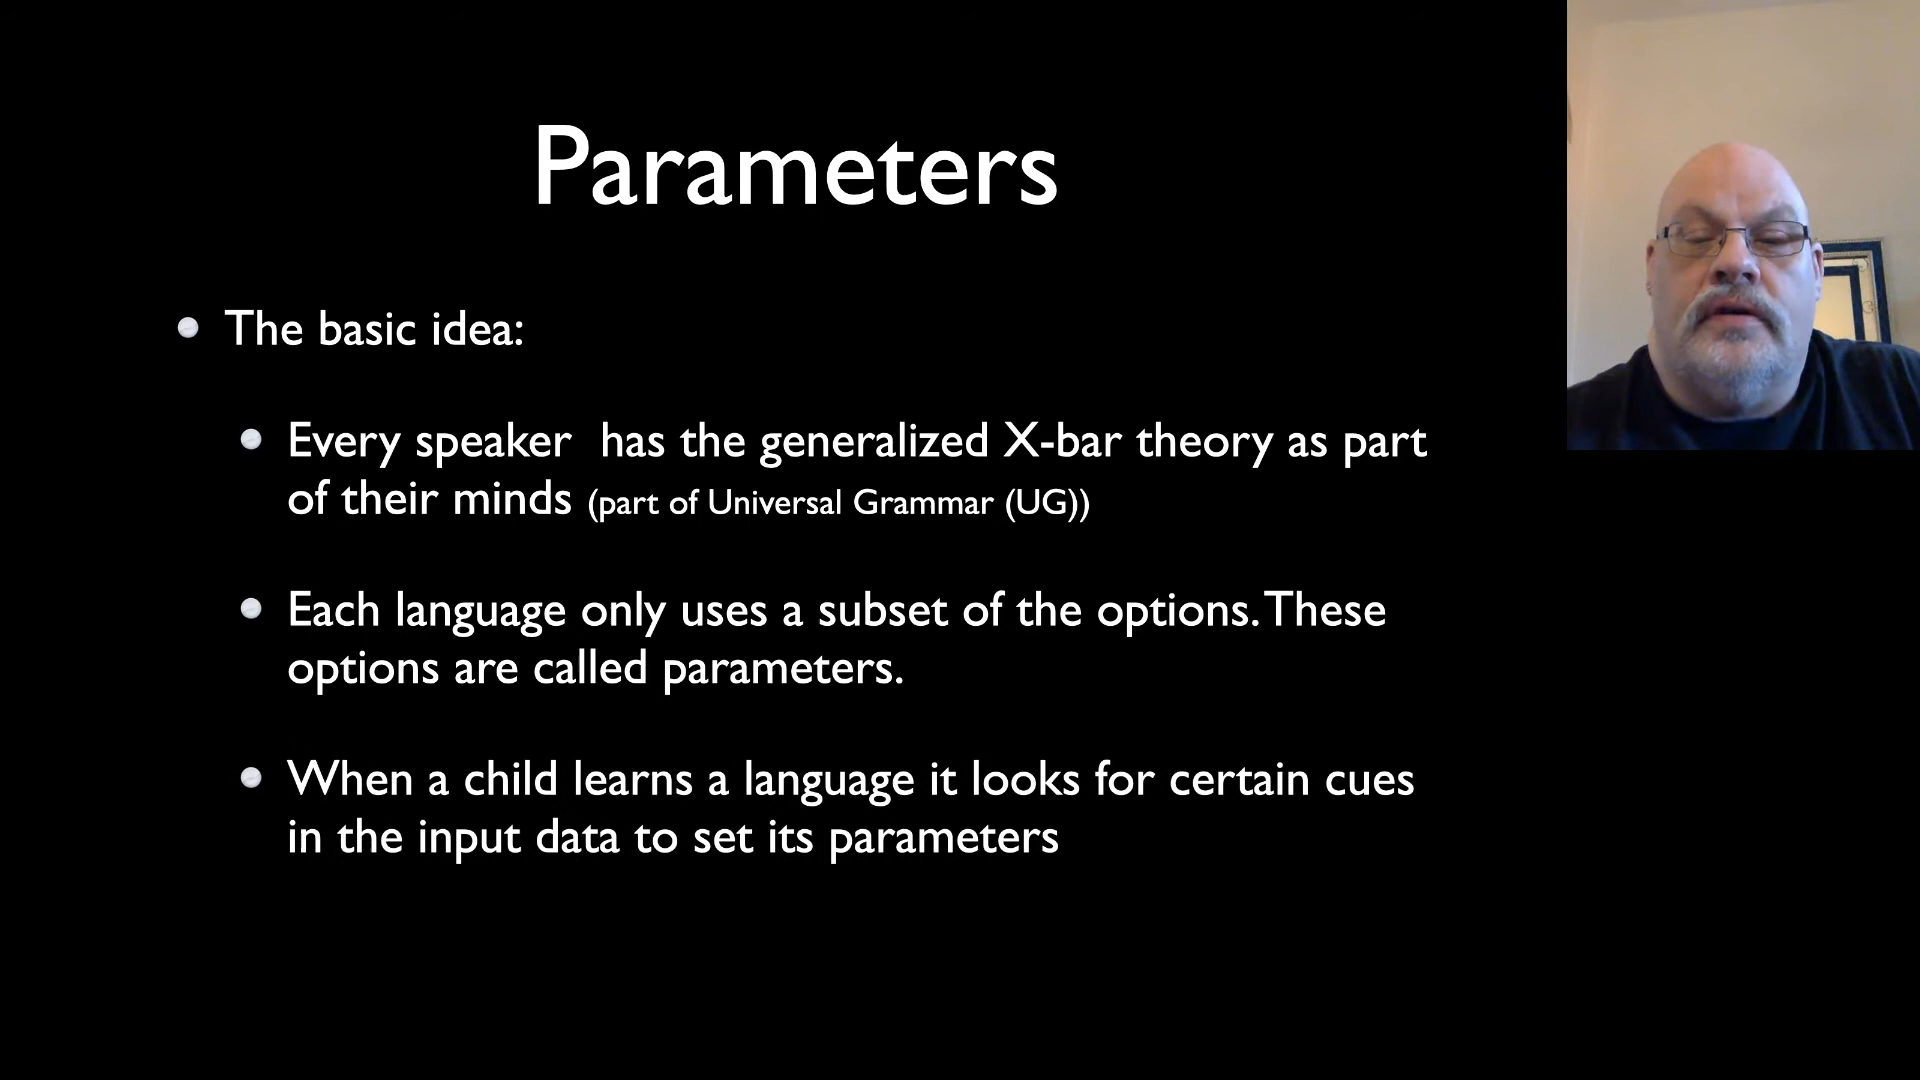 Parameters
The basic idea:
Every speaker has the generalized X-bar theory as part
of their minds (part of Universal Grammar (UG))
Each language only uses a subset of the options. These
options are called parameters.
When a child learns a language it looks for certain cues
in the input data to set its parameters